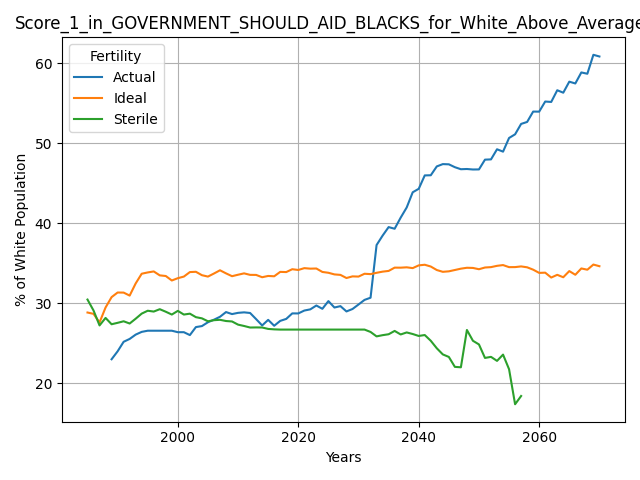 Score_1_in_GOVERNMENT_SHOULD_AID_BLACKS_for_White_Above_Average
Fertility
Actual
Ideal
Sterile
% of White Population
60
50
40
30
20
2000
2020
2040
2060
Years